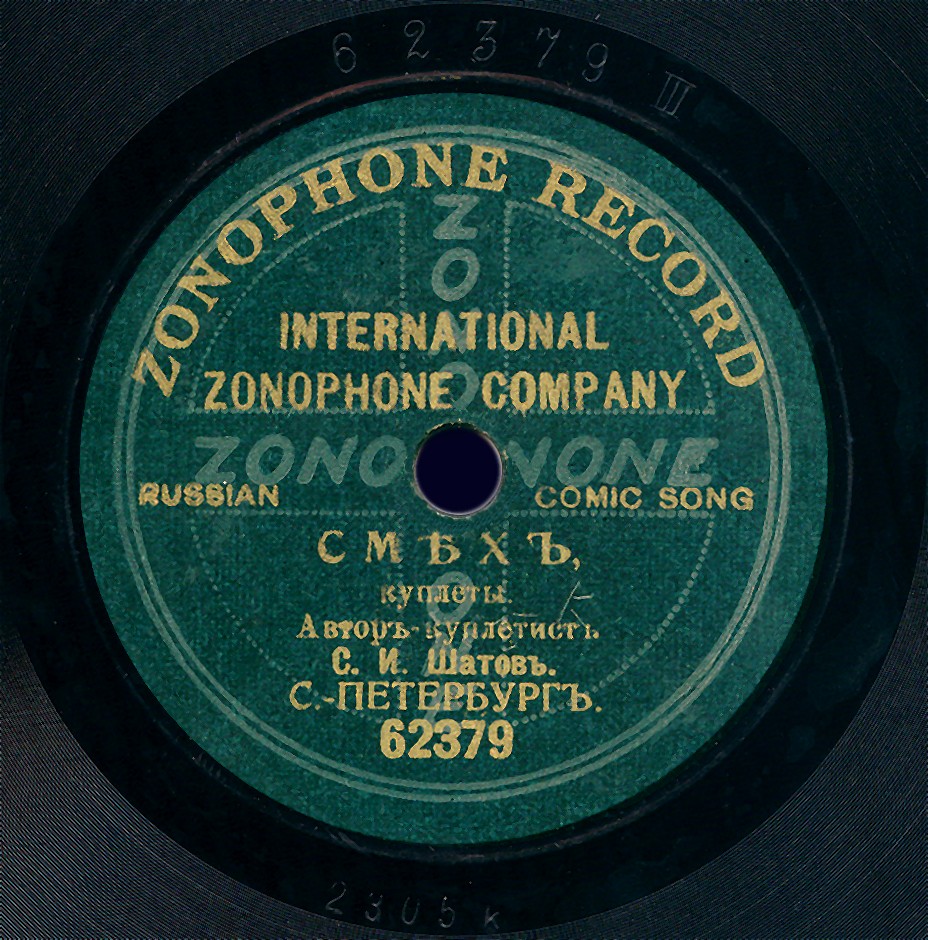 62379 III
ZONOPHONE RECORD
ZONOPHONE
INTERNATIONAL
ZONOPHONE COMPANY
ZONOPHONE
RUSSIAN COMIC SONG
СМѢХЪ,
куплеты.
Авторъ-куплетистъ
С. И. Шатовъ.
С.-ПЕТЕРБУРГЪ.
62379
2305 k